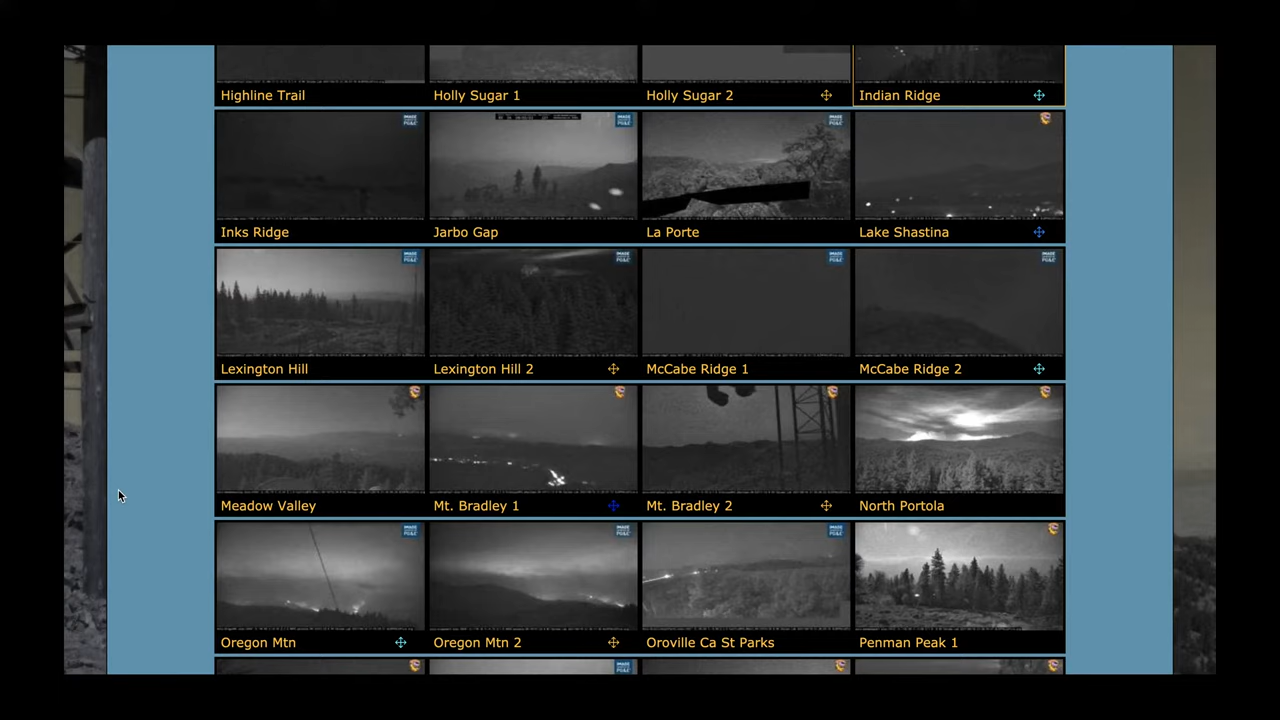 Highline Trail
Holly Sugar 1
Holly Sugar 2
Indian Ridge
Inks Ridge
Jarbo Gap
La Porte
Lake Shastina
Lexington Hill
Lexington Hill 2
McCabe Ridge 1
McCabe Ridge 2
Meadow Valley
Mt. Bradley 1
Mt. Bradley 2
North Portola
Oregon Mtn
Oregon Mtn 2
Oroville Ca St Parks
Penman Peak 1